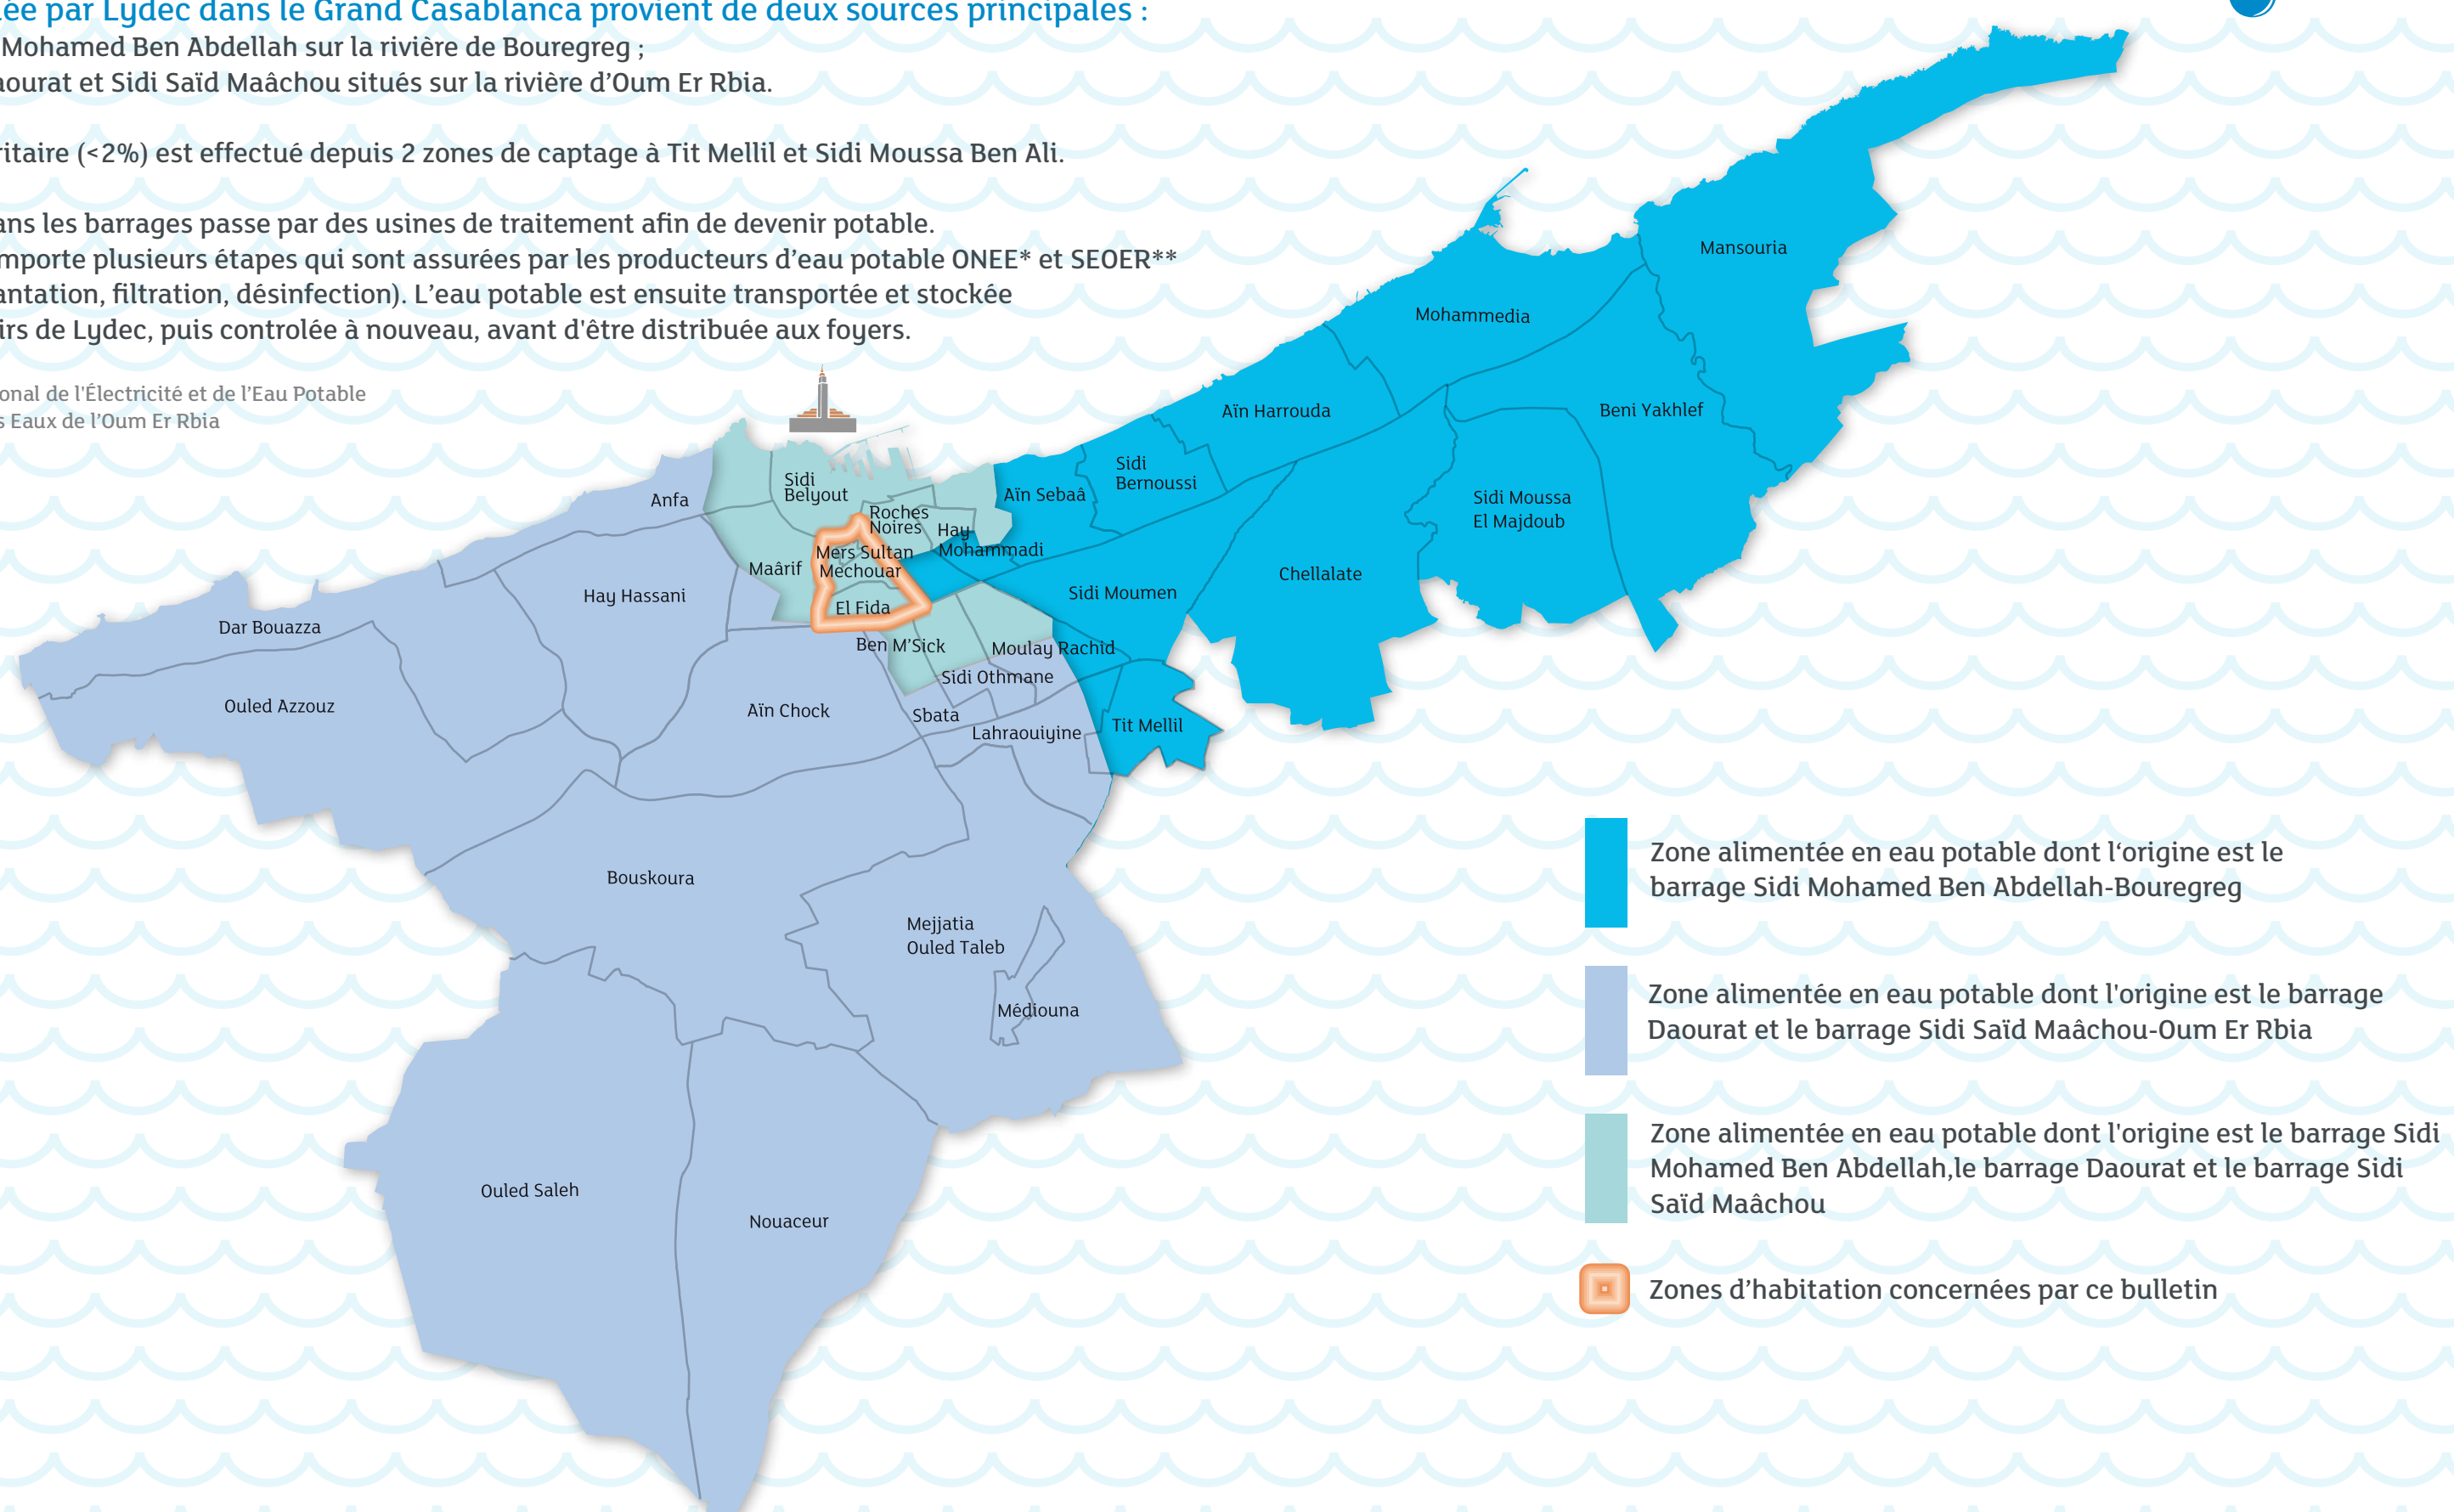 ée par Lydec dans le Grand Casablanca provient de deux sources principales :
Mohamed Ben Abdellah sur la rivière de Bouregreg ;
aourat et Sidi Saïd Maâchou situés sur la rivière d’Oum Er Rbia.
ritaire (<2%) est effectué depuis 2 zones de captage à Tit Mellil et Sidi Moussa Ben Ali.
ans les barrages passe par des usines de traitement afin de devenir potable.
mporte plusieurs étapes qui sont assurées par les producteurs d’eau potable ONEE* et SEOER**
antation, filtration, désinfection). L’eau potable est ensuite transportée et stockée
irs de Lydec, puis controlée à nouveau, avant d'être distribuée aux foyers.
onal de l'Électricité et de l’Eau Potable
s Eaux de l’Oum Er Rbia
Mansouria
Mohammedia
Aïn Harrouda
Beni Yakhlef
Sidi
Bernoussi
Aïn Sebaâ
Sidi Moussa
El Majdoub
Chellalate
Sidi Moumen
Tit Mellil
Anfa
Sidi
Belyout
Roches
Noires
Hay
Mohammadi
Mers Sultan
Mechouar
Maârif
El Fida
Ben M’Sick
Moulay Rachid
Sidi Othmane
Sbata
Lahraouiyine
Hay Hassani
Dar Bouazza
Ouled Azzouz
Aïn Chock
Bouskoura
Mejjatia
Ouled Taleb
Médiouna
Ouled Saleh
Nouaceur
Zone alimentée en eau potable dont l‘origine est le
barrage Sidi Mohamed Ben Abdellah-Bouregreg
Zone alimentée en eau potable dont l'origine est le barrage
Daourat et le barrage Sidi Saïd Maâchou-Oum Er Rbia
Zone alimentée en eau potable dont l'origine est le barrage Sidi
Mohamed Ben Abdellah,le barrage Daourat et le barrage Sidi
Saïd Maâchou
Zones d’habitation concernées par ce bulletin